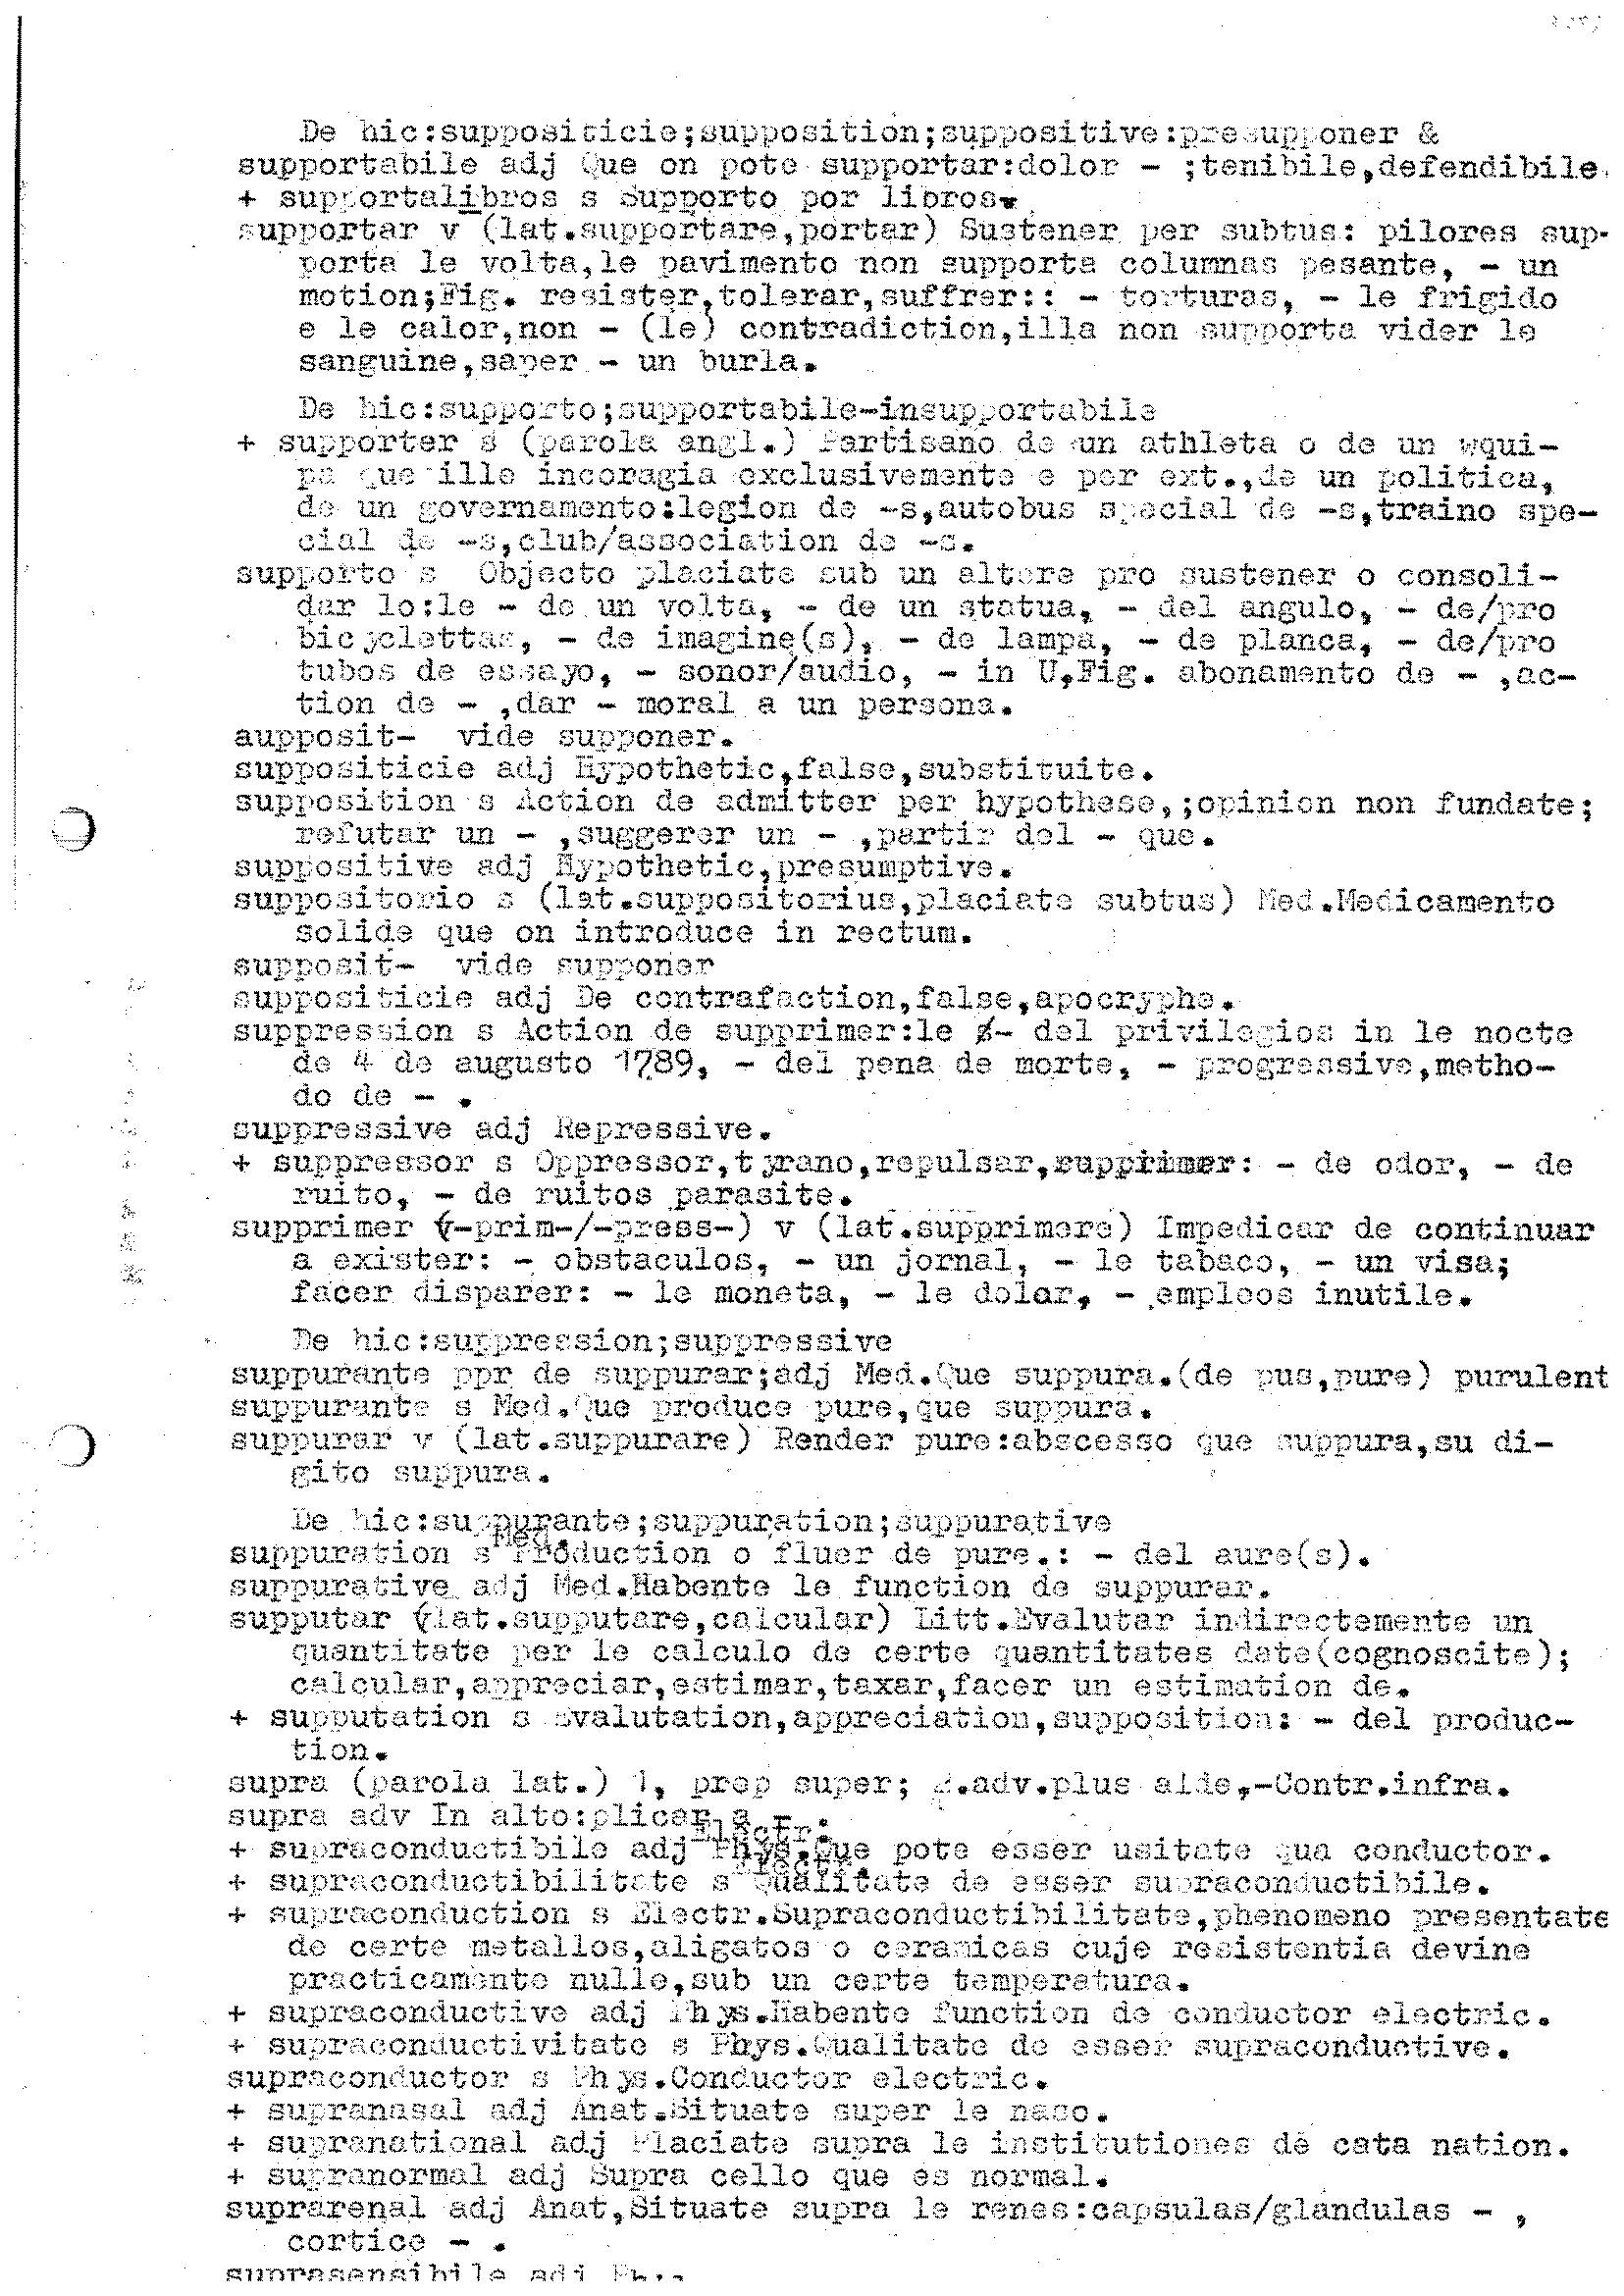 De hic:suppositicie;supposition;suppositive:presupponer &
supportabile adj Que on pote supportar:dolor - ;tenibile,defendibile.
+ supportalibros s Supporto por libros.
supportar v (lat.supportare,portar) Sustener per subtus: pilores sup-
porta le volta,le pavimento non supporta columnas pesante, - un
motion;Fig. resister,tolerar,suffrer:: - torturas, - le frigido
e le calor,non - (le) contradiction,illa non supporta vider le
sanguine,saper - un burla.
De hic:supporto;supportabile-insupportabile
+ supporter s (parola angl.) Partisano de un athleta o de un wqui-
pa que ille incoragia exclusivemente e per ext.,de un politica,
de un governamento:legion de -s,autobus special de -s,traino spe-
cial de -s,club/association de -s.
supporto s Objecto placiate sub un altere pro sustener o consoli-
dar lo:le - de un volta, - de un statua, - del angulo, - de/pro
bicyclettas, - de imagine(s), - de lampa, - de planca, - de/pro
tubos de essayo, - sonor/audio, - in U,Fig. abonamento de - ,ac-
tion de - ,dar - moral a un persona.
aupposit- vide supponer.
suppositicie adj Hypothetic,false,substituite.
supposition s Action de admitter per hypothese,;opinion non fundate;
refutar un - ,suggerer un - ,partir del - que.
suppositive adj Hypothetic,presumptive.
suppositorio s (lat.suppositorius,placiate subtus) Med.Medicamento
solide que on introduce in rectum.
supposit- vide supponer
suppositicie adj De contrafaction,false,apocryphe.
suppression s Action de supprimer:le - del privilegios in le nocte
de 4 de augusto 1789, - del pena de morte, - progressive,metho-
do de - .
suppressive adj Repressive.
+ suppressor s Oppressor,tyrano,repulsar,supprimer: - de odor, - de
ruito, - de ruitos parasite.
supprimer (-prim-/-press-) v (lat.supprimere) Impedicar de continuar
a exister: - obstaculos, - un jornal, - le tabaco, - un visa;
facer disparer: - le moneta, - le dolor, - empleos inutile.
De hic:suppression;suppressive
suppurante ppr de suppurar;adj Med.Que suppura.(de pus,pure) purulent
suppurante s Med.Que produce pure,que suppura.
suppurar v (lat.suppurare) Render pure:abscesso que suppura,su di-
gito suppura.
De hic:suppurante;suppuration;suppurative
suppuration s Med. Production o fluer de pure.: - del aure(s).
suppurative adj Med.Habente le function de suppurar.
supputar (lat.supputare,calcular) Litt.Evalutar indirectemente un
quantitate per le calculo de certe quantitates date(cognoscite);
calcular,appreciar,estimar,taxar,facer un estimation de.
+ supputation s Evalutation,appreciation,supposition: - del produc-
tion.
supra (parola lat.) 1, prep super; 2.adv.plus alde,-Contr.infra.
supra adv In alto:plicar a -
+ supraconductibile adj Electr. Phys.Que pote esser usitate qua conductor.
+ supraconductibilitate s Electr. Qualitate de esser supraconductibile.
+ supraconduction s Electr.Supraconductibilitate,phenomeno presentate
de certe metallos,aligatos o ceramicas cuje resistentia devine
practicamente nulle,sub un certe temperatura.
+ supraconductive adj Phys.Habente function de conductor electric.
+ supraconductivitate s Phys.Qualitate de esser supraconductive.
supraconductor s Phys.Conductor electric.
+ supranasal adj Anat.Situate super le naso.
+ supranational adj Placiate supra le institutiones de cata nation.
+ supranormal adj Supra cello que es normal.
suprarenal adj Anat,Situate supra le renes:capsulas/glandulas - ,
cortice - .
suprasensibile adj